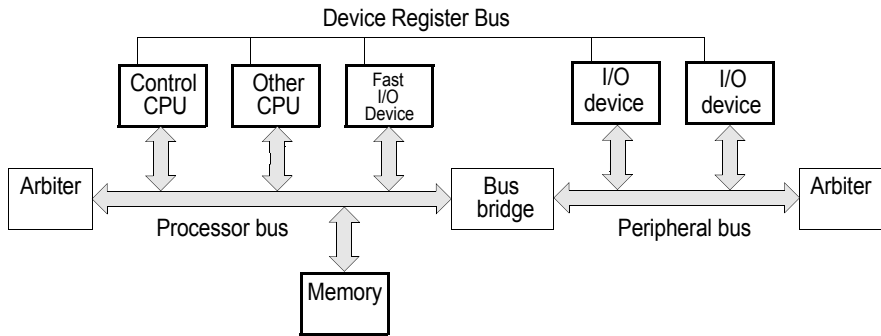 Device Register Bus
Control
CPU
Other
CPU
Fast
I/O
Device
I/O
device
I/O
device
Arbiter
Bus
bridge
Arbiter
Processor bus
Peripheral bus
Memory